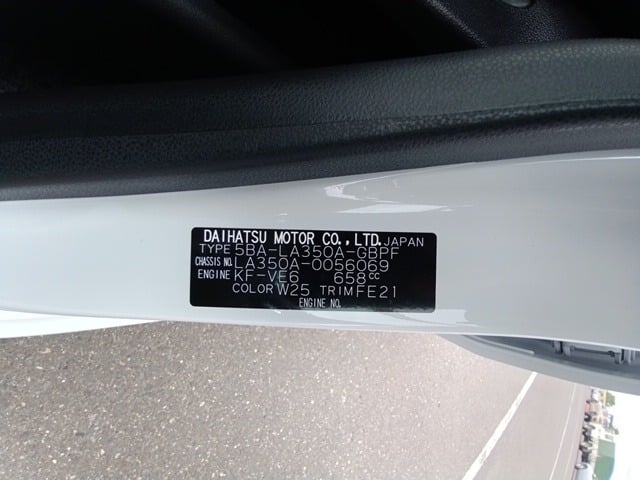 DAIHATSU MOTOR CO.,LTD. JAPAN
TYPE 5BA-LA350A-GBPF
CHASSIS NO. LA350A-0056069
ENGINE KF-VE6 658cc
COLOR W25 TRIM FE21
ENGINE NO.